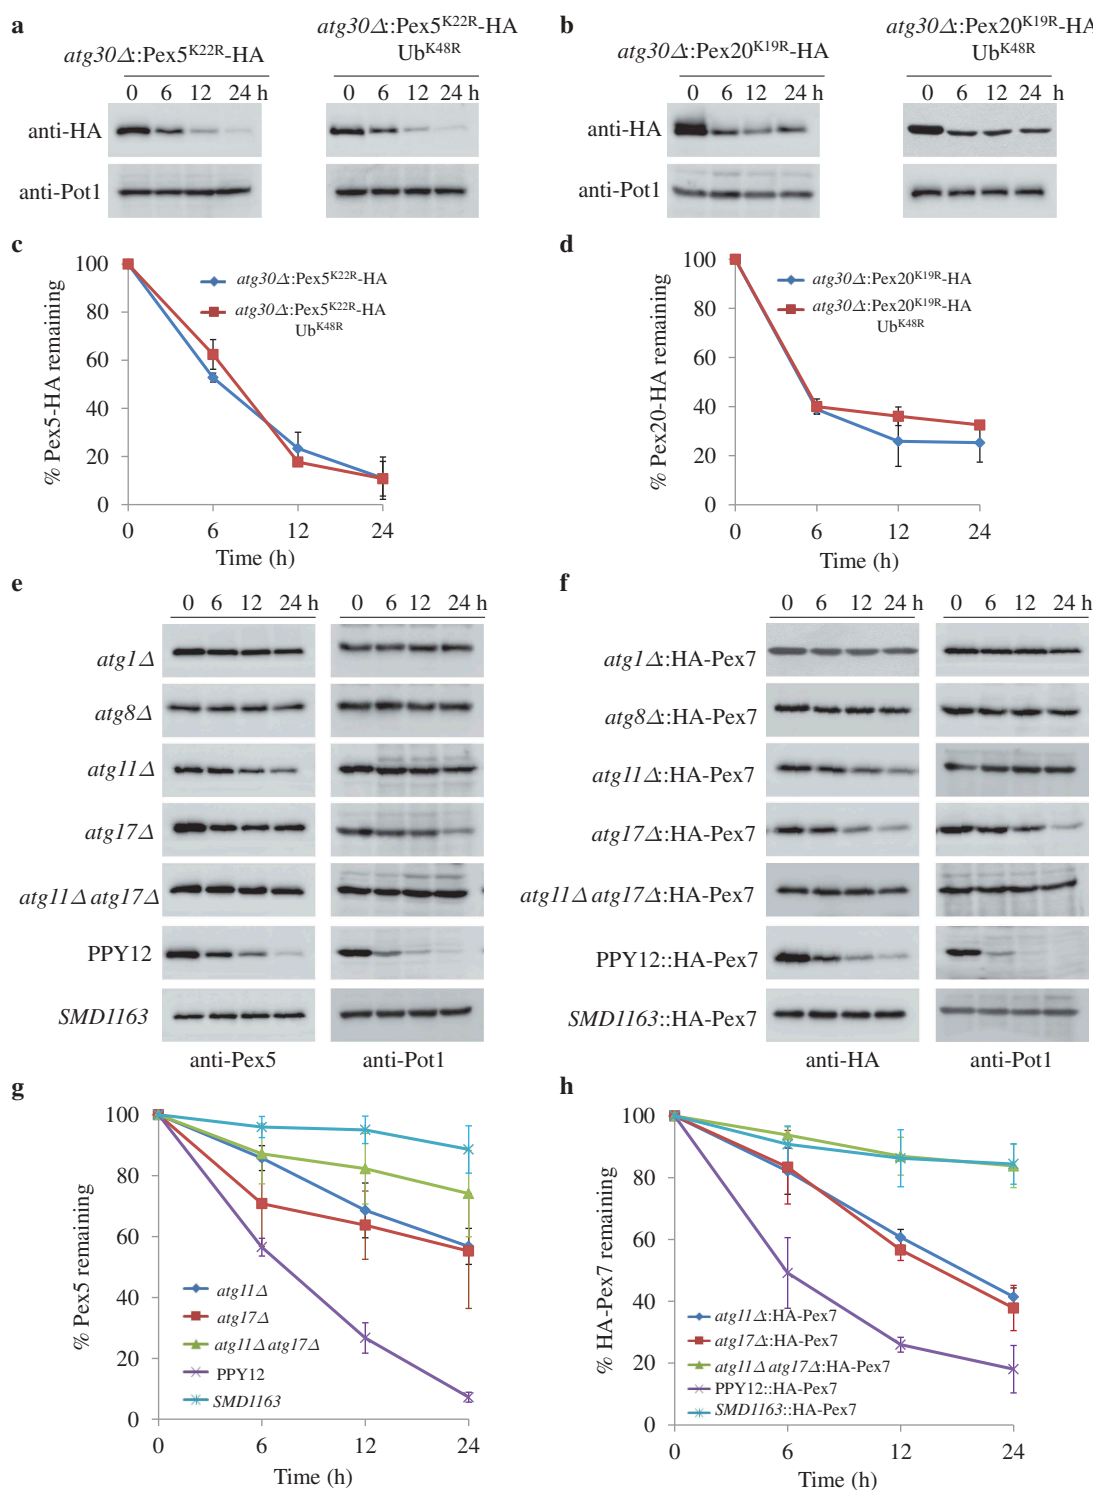 a
atg30Δ::Pex5K22R-HA
atg30Δ::Pex5K22R-HA
UbK48R
0 6 12 24 h
0 6 12 24 h
anti-HA
anti-Pot1
b
atg30Δ::Pex20K19R-HA
atg30Δ::Pex20K19R-HA
UbK48R
0 6 12 24 h
0 6 12 24 h
anti-HA
anti-Pot1
c
% Pex5-HA remaining
100
80
60
40
20
0
0 6 12 24
Time (h)
atg30Δ::Pex5K22R-HA
atg30Δ::Pex5K22R-HA
UbK48R
d
% Pex20-HA remaining
100
80
60
40
20
0
0 6 12 24
Time (h)
atg30Δ::Pex20K19R-HA
atg30Δ::Pex20K19R-HA
UbK48R
e
0 6 12 24 h
0 6 12 24 h
atg1Δ
atg8Δ
atg11Δ
atg17Δ
atg11Δ atg17Δ
PPY12
SMD1163
anti-Pex5
anti-Pot1
f
0 6 12 24 h
0 6 12 24 h
atg1Δ::HA-Pex7
atg8Δ::HA-Pex7
atg11Δ::HA-Pex7
atg17Δ::HA-Pex7
atg11Δ atg17Δ::HA-Pex7
PPY12::HA-Pex7
SMD1163::HA-Pex7
anti-HA
anti-Pot1
g
% Pex5 remaining
100
80
60
40
20
0
0 6 12 24
Time (h)
atg11Δ
atg17Δ
atg11Δ atg17Δ
PPY12
SMD1163
h
% HA-Pex7 remaining
100
80
60
40
20
0
0 6 12 24
Time (h)
atg11Δ::HA-Pex7
atg17Δ::HA-Pex7
atg11Δ atg17Δ::HA-Pex7
PPY12::HA-Pex7
SMD1163::HA-Pex7